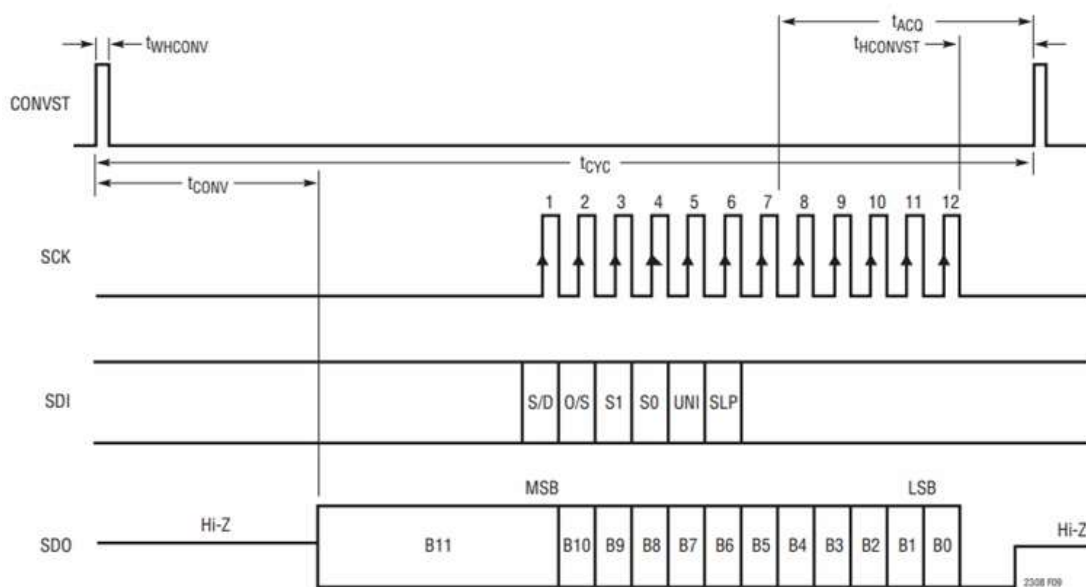 tACQ
tWHCONV
tHCONVST
CONVST
tCYC
tCONV
1 2 3 4 5 6 7 8 9 10 11 12
SCK
SDI
S/D O/S S1 S0 UNI SLP
MSB LSB
Hi-Z Hi-Z
SDO
B11 B10 B9 B8 B7 B6 B5 B4 B3 B2 B1 B0
2308 F09